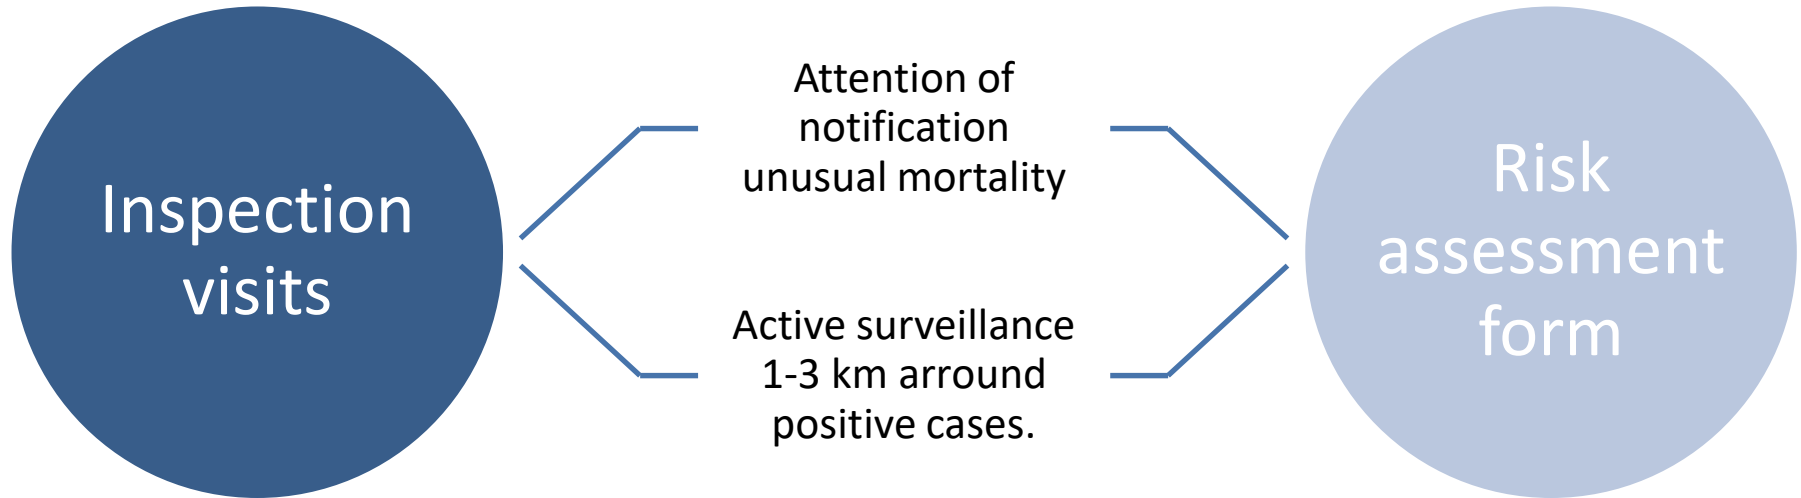 Inspection
visits
Attention of
notification
unusual mortality
Active surveillance
1-3 km arround
positive cases.
Risk
assessment
form